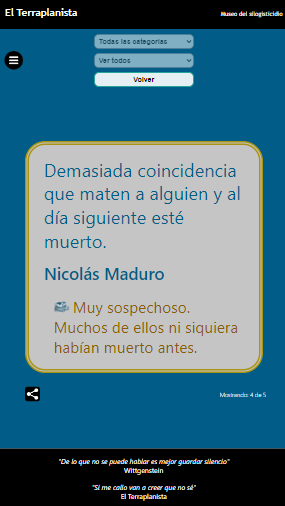 El Terraplanista
Museo del silogisticidio
Todas las categorías
Ver todos
Volver
Demasiada coincidencia
que maten a alguien y al
día siguiente esté
muerto.
Nicolás Maduro
Muy sospechoso.
Muchos de ellos ni siquiera
habían muerto antes.
Mostrando: 4 de 5
"De lo que no se puede hablar es mejor guardar silencio"
Wittgenstein
"Si me callo van a creer que no sé"
El Terraplanista